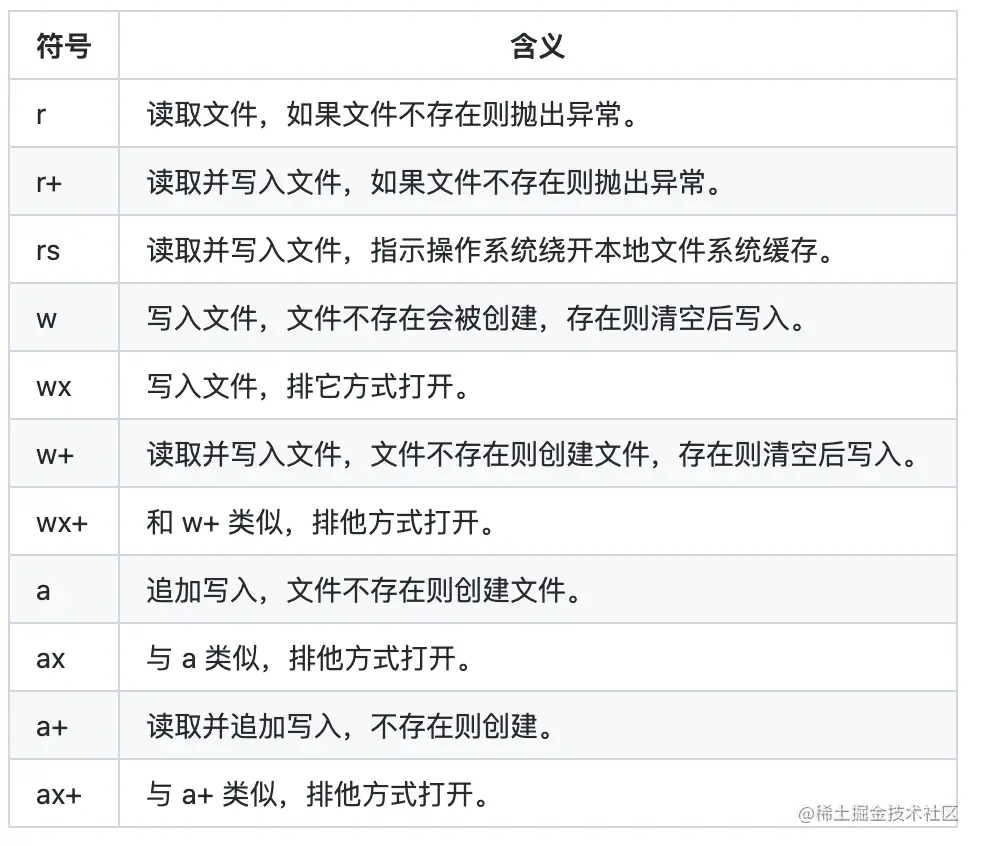 符号 含义
r 读取文件，如果文件不存在则抛出异常。
r+ 读取并写入文件，如果文件不存在则抛出异常。
rs 读取并写入文件，指示操作系统绕开本地文件系统缓存。
w 写入文件，文件不存在会被创建，存在则清空后写入。
wx 写入文件，排它方式打开。
w+ 读取并写入文件，文件不存在则创建文件，存在则清空后写入。
wx+ 和 w+ 类似，排他方式打开。
a 追加写入，文件不存在则创建文件。
ax 与 a 类似，排他方式打开。
a+ 读取并追加写入，不存在则创建。
ax+ 与 a+ 类似，排他方式打开。
@稀土掘金技术社区